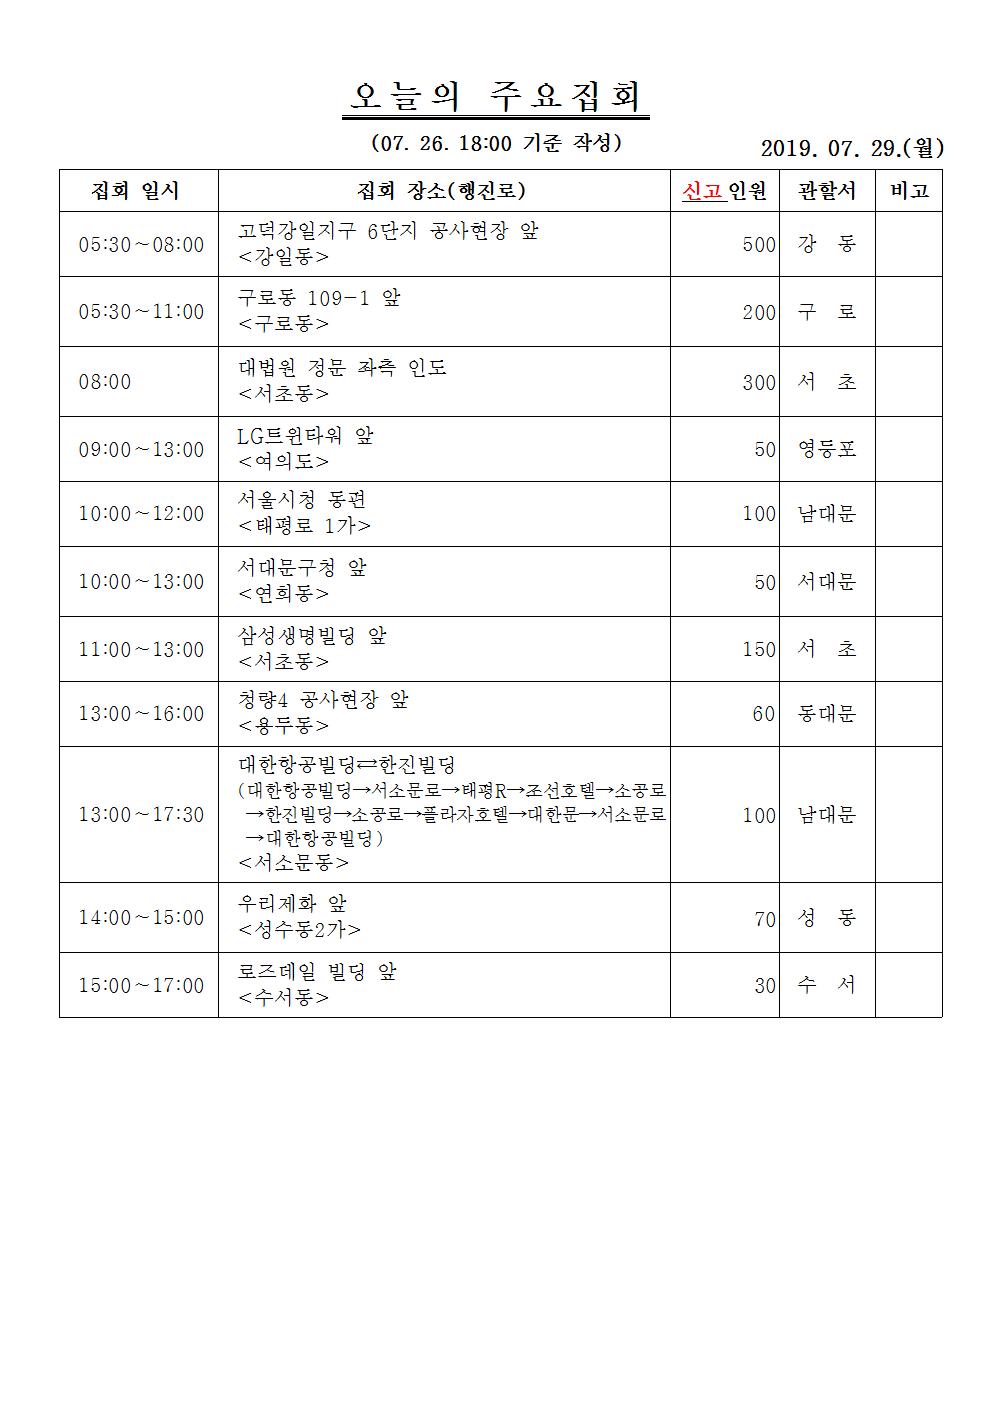 오늘의 주요집회
(07. 26. 18:00 기준 작성)
2019. 07. 29.(월)
집회 일시 집회 장소(행진로) 신고인원 관할서 비고
05:30~08:00 고덕강일지구 6단지 공사현장 앞 500 강 동
<강일동>
05:30~11:00 구로동 109-1 앞 200 구 로
<구로동>
08:00 대법원 정문 좌측 인도 300 서 초
<서초동>
09:00~13:00 LG트윈타워 앞 50 영등포
<여의도>
10:00~12:00 서울시청 동편 100 남대문
<태평로 1가>
10:00~13:00 서대문구청 앞 50 서대문
<연희동>
11:00~13:00 삼성생명빌딩 앞 150 서 초
<서초동>
13:00~16:00 청량4 공사현장 앞 60 동대문
<용두동>
13:00~17:30 대한항공빌딩⇄한진빌딩 100 남대문
(대한항공빌딩→서소문로→태평R→조선호텔→소공로
→한진빌딩→소공로→플라자호텔→대한문→서소문로
→대한항공빌딩)
<서소문동>
14:00~15:00 우리제화 앞 70 성 동
<성수동2가>
15:00~17:00 로즈데일 빌딩 앞 30 수 서
<수서동>